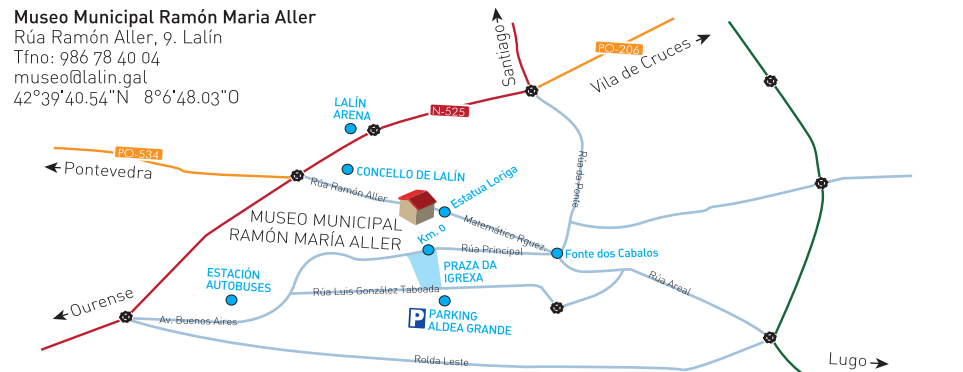 Museo Municipal Ramón Maria Aller
Rúa Ramón Aller, 9. Lalín
Tfno: 986 78 40 04
museo@lalin.gal
42°39'40.54"N 8°6'48.03"O
Santiago
PO-206
Vila de Cruces
LALÍN
ARENA
N-525
PO-534
Pontevedra
CONCELLO DE LALÍN
Rúa da Ponte
Rúa Ramón Aller
Estatua Loriga
MUSEO MUNICIPAL
RAMÓN MARÍA ALLER
Matemático Rguez.
Km. 0
Rúa Principal
Fonte dos Cabalos
PRAZA DA
IGREXA
ESTACIÓN
AUTOBUSES
Rúa Areal
Rúa Luis González Taboada
Ourense
Av. Buenos Aires
P
PARKING
ALDEA GRANDE
Rolda Leste
Lugo